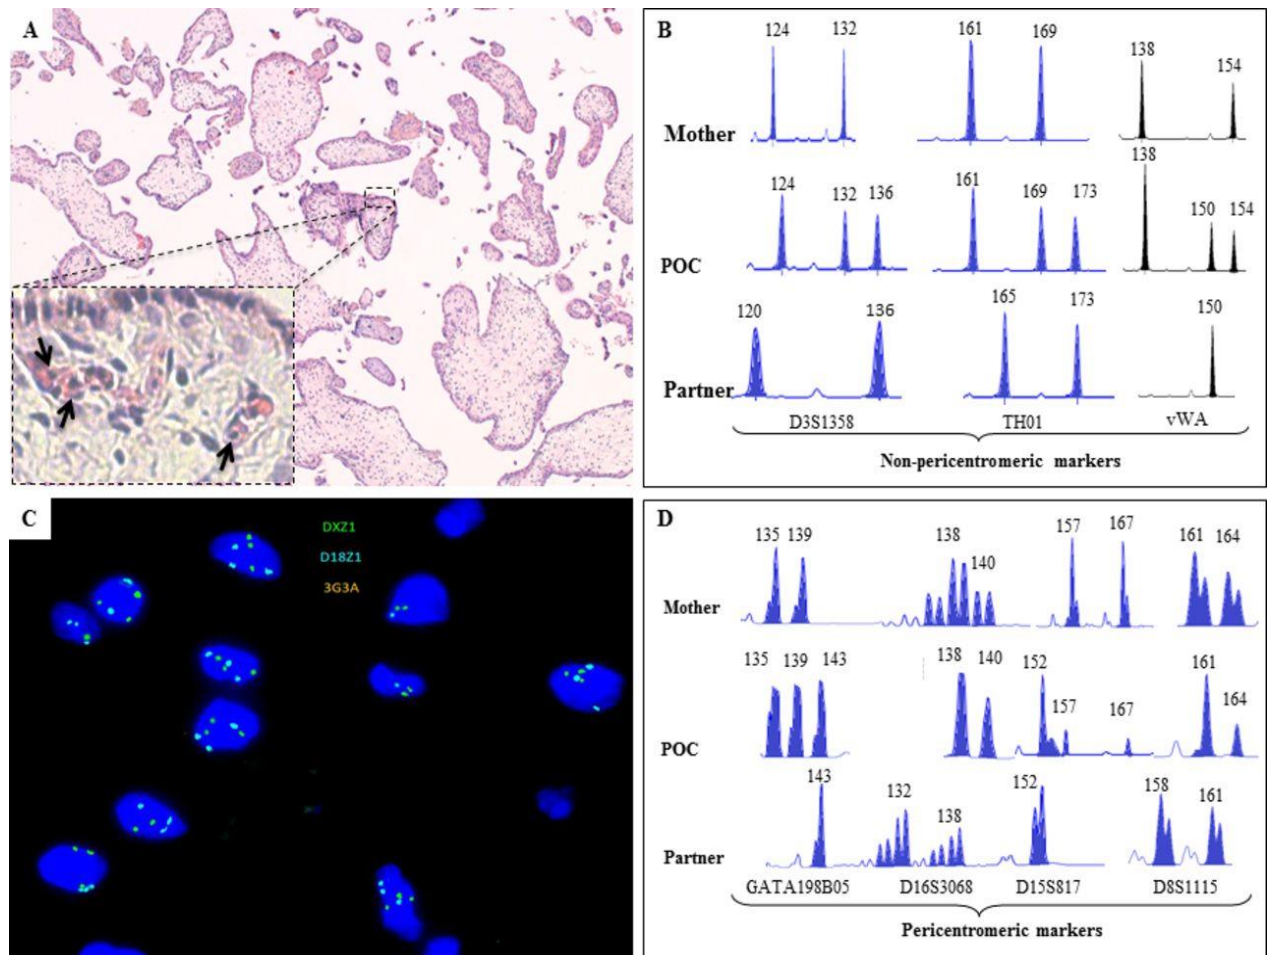 A
B
124 132 161 169 138 154
Mother
138
124 132 136 161 169 173 150 154
POC
120 136 165 173 150
Partner
D3S1358 TH01 vWA
Non-pericentromeric markers
C
DXZ1
D18Z1
3G3A
D
135 139 138 140 157 167 161 164
Mother
135 139 143 138 140 152 157 167 161 164
POC
143 132 138 152 158 161
Partner
GATA198B05 D16S3068 D15S817 D8S1115
Pericentromeric markers